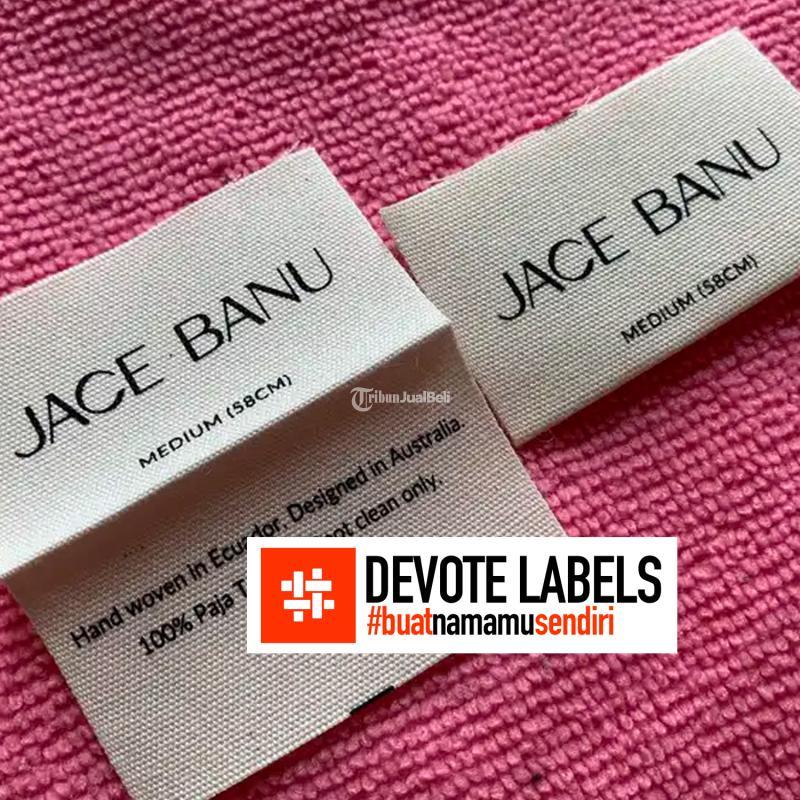 JACE BANU
MEDIUM (58CM)
Hand woven in Ecuador. Designed in Australia.
100% Paja T
not clean only.
JACE BANU
MEDIUM (58CM)
TribunJualBeli
DEVOTE LABELS
#buatnamamusendiri